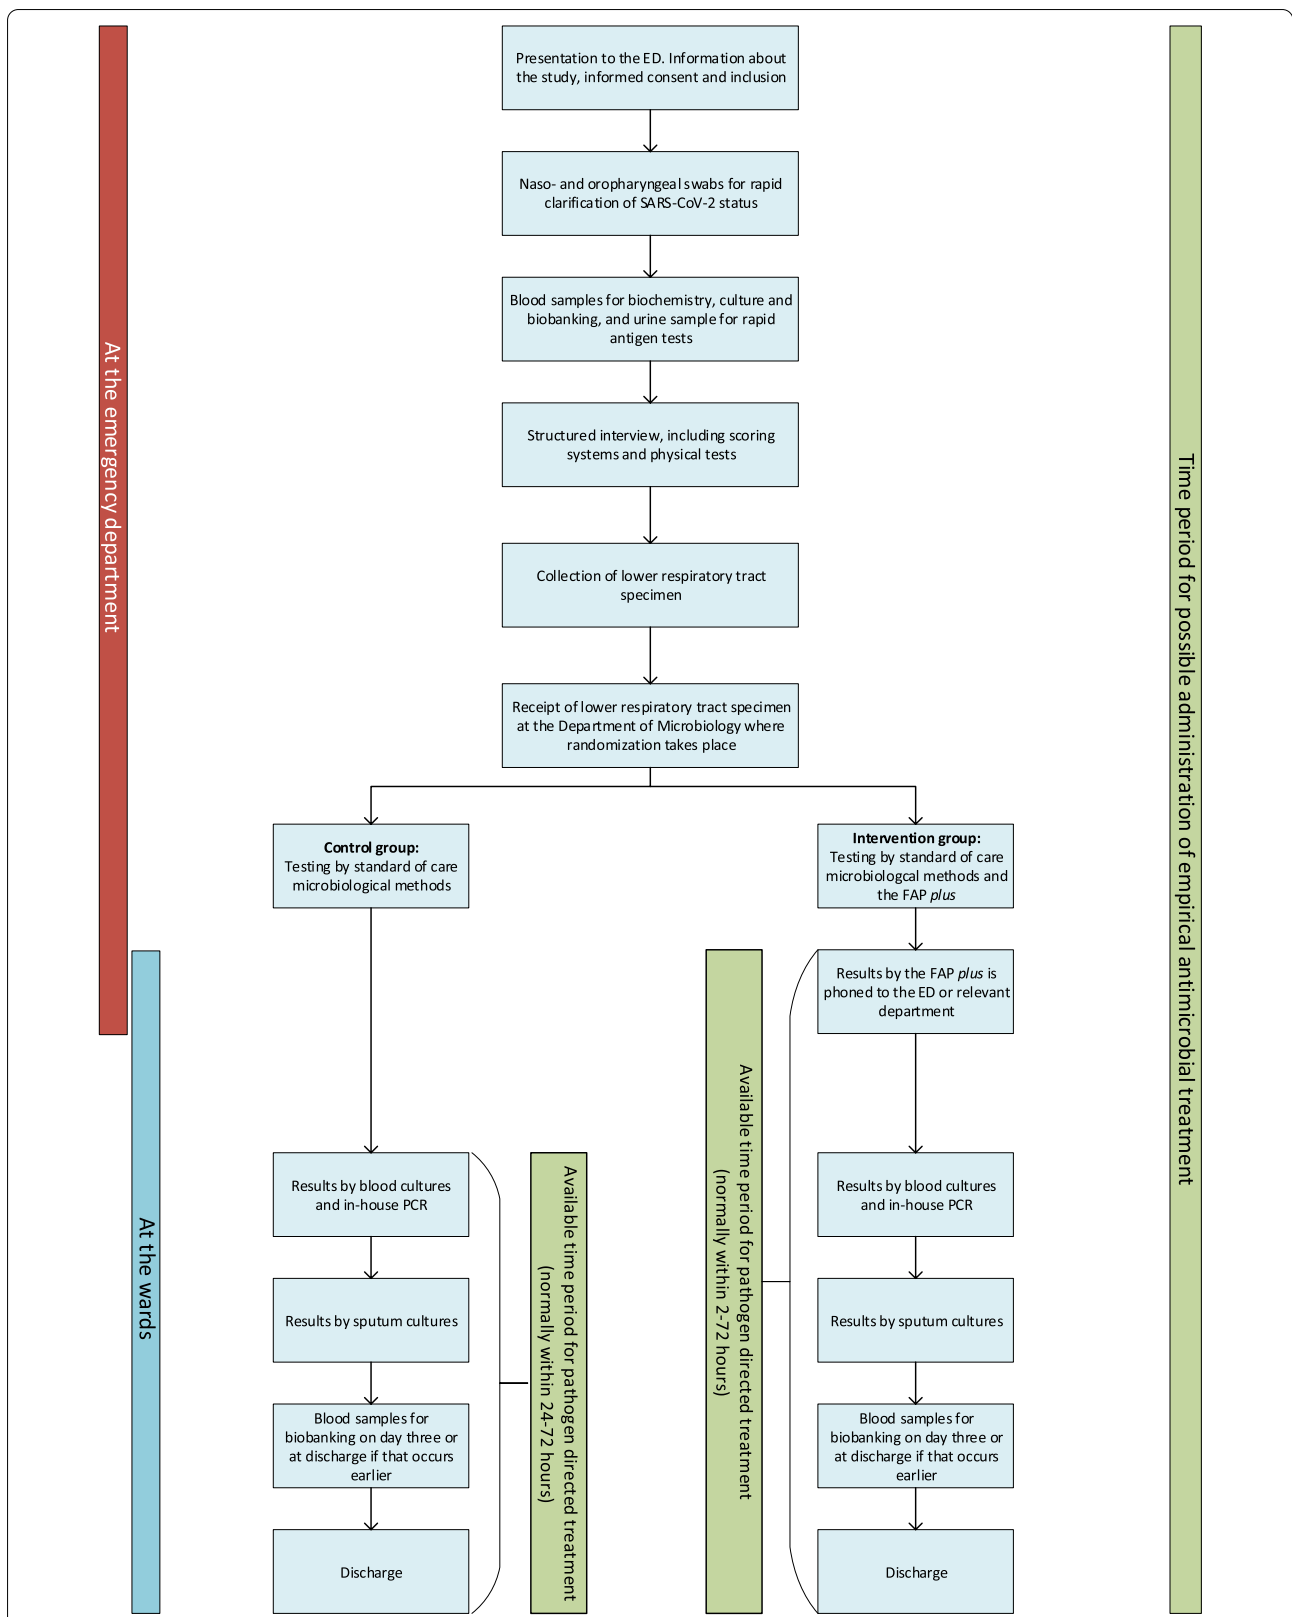 Presentation to the ED. Information about
the study, informed consent and inclusion
Naso- and oropharyngeal swabs for rapid
clarification of SARS-CoV-2 status
Blood samples for biochemistry, culture and
biobanking, and urine sample for rapid
antigen tests
Structured interview, including scoring
systems and physical tests
Collection of lower respiratory tract
specimen
Receipt of lower respiratory tract specimen
at the Department of Microbiology where
randomization takes place
At the emergency department
Time period for possible administration of empirical antimicrobial treatment
Control group:
Testing by standard of care
microbiological methods
Intervention group:
Testing by standard of care
microbiologcal methods and
the FAP plus
Results by the FAP plus is
phoned to the ED or relevant
department
At the wards
Results by blood cultures
and in-house PCR
Results by sputum cultures
Blood samples for
biobanking on day three or
at discharge if that occurs
earlier
Discharge
Available time period for pathogen directed treatment
(normally within 24-72 hours)
Available time period for pathogen directed treatment
(normally within 2-72 hours)
Results by blood cultures
and in-house PCR
Results by sputum cultures
Blood samples for
biobanking on day three or
at discharge if that occurs
earlier
Discharge